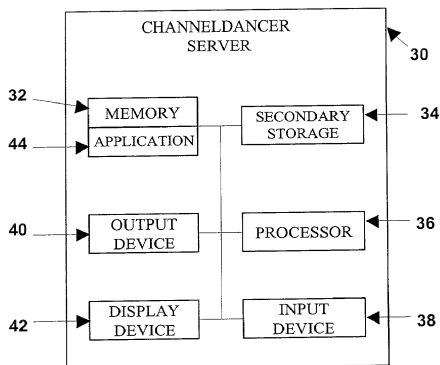 CHANNELDANCER
SERVER
30
32
MEMORY
SECONDARY
STORAGE
34
44
APPLICATION
40
OUTPUT
DEVICE
PROCESSOR
36
42
DISPLAY
DEVICE
INPUT
DEVICE
38